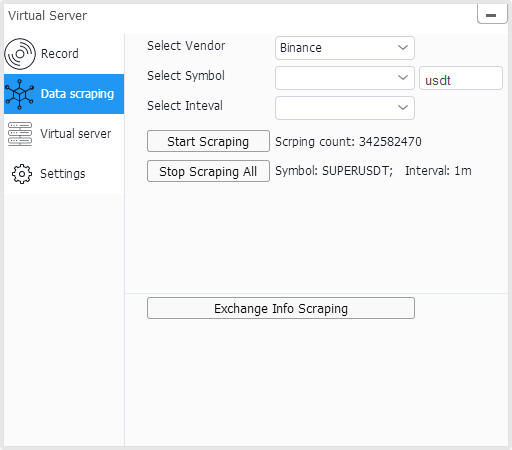 Virtual Server
Record
Data scraping
Virtual server
Settings
Select Vendor Binance
Select Symbol usdt
Select Inteval
Start Scraping Scrping count: 342582470
Stop Scraping All Symbol: SUPERUSDT; Interval: 1m
Exchange Info Scraping